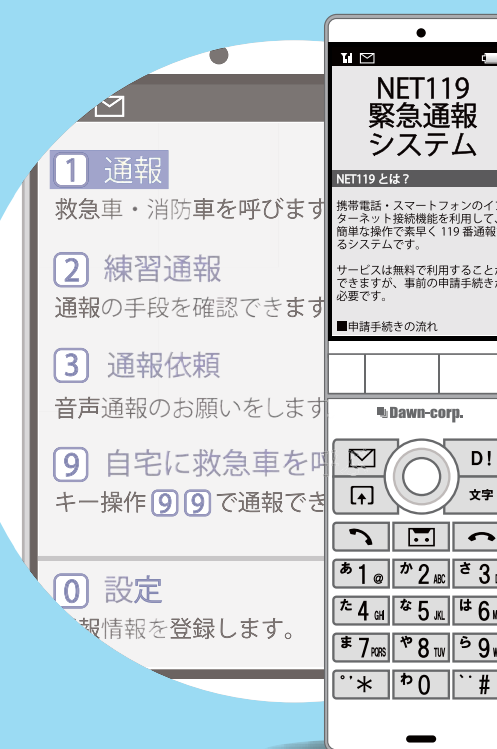 1 通報
救急車・消防車を呼びます
2 練習通報
通報の手段を確認できます
3 通報依頼
音声通報のお願いをします
9 自宅に救急車を呼
キー操作 9 9 で通報でき
0 設定
報情報を登録します。
NET119
緊急通報
システム
NET119 とは?
携帯電話・スマートフォンのイン
ターネット接続機能を利用して、
簡単な操作で素早く 119 番通報
るシステムです。
サービスは無料で利用することが
できますが、事前の申請手続きが
必要です。
■申請手続きの流れ
Dawn-corp.
D!
文字
あ 1 @ か 2 ABC さ 3
た 4 GHI な 5 JKL は 6
ま 7 PQRS や 8 TUV ら 9
゛゜ ＊ わ 0 #